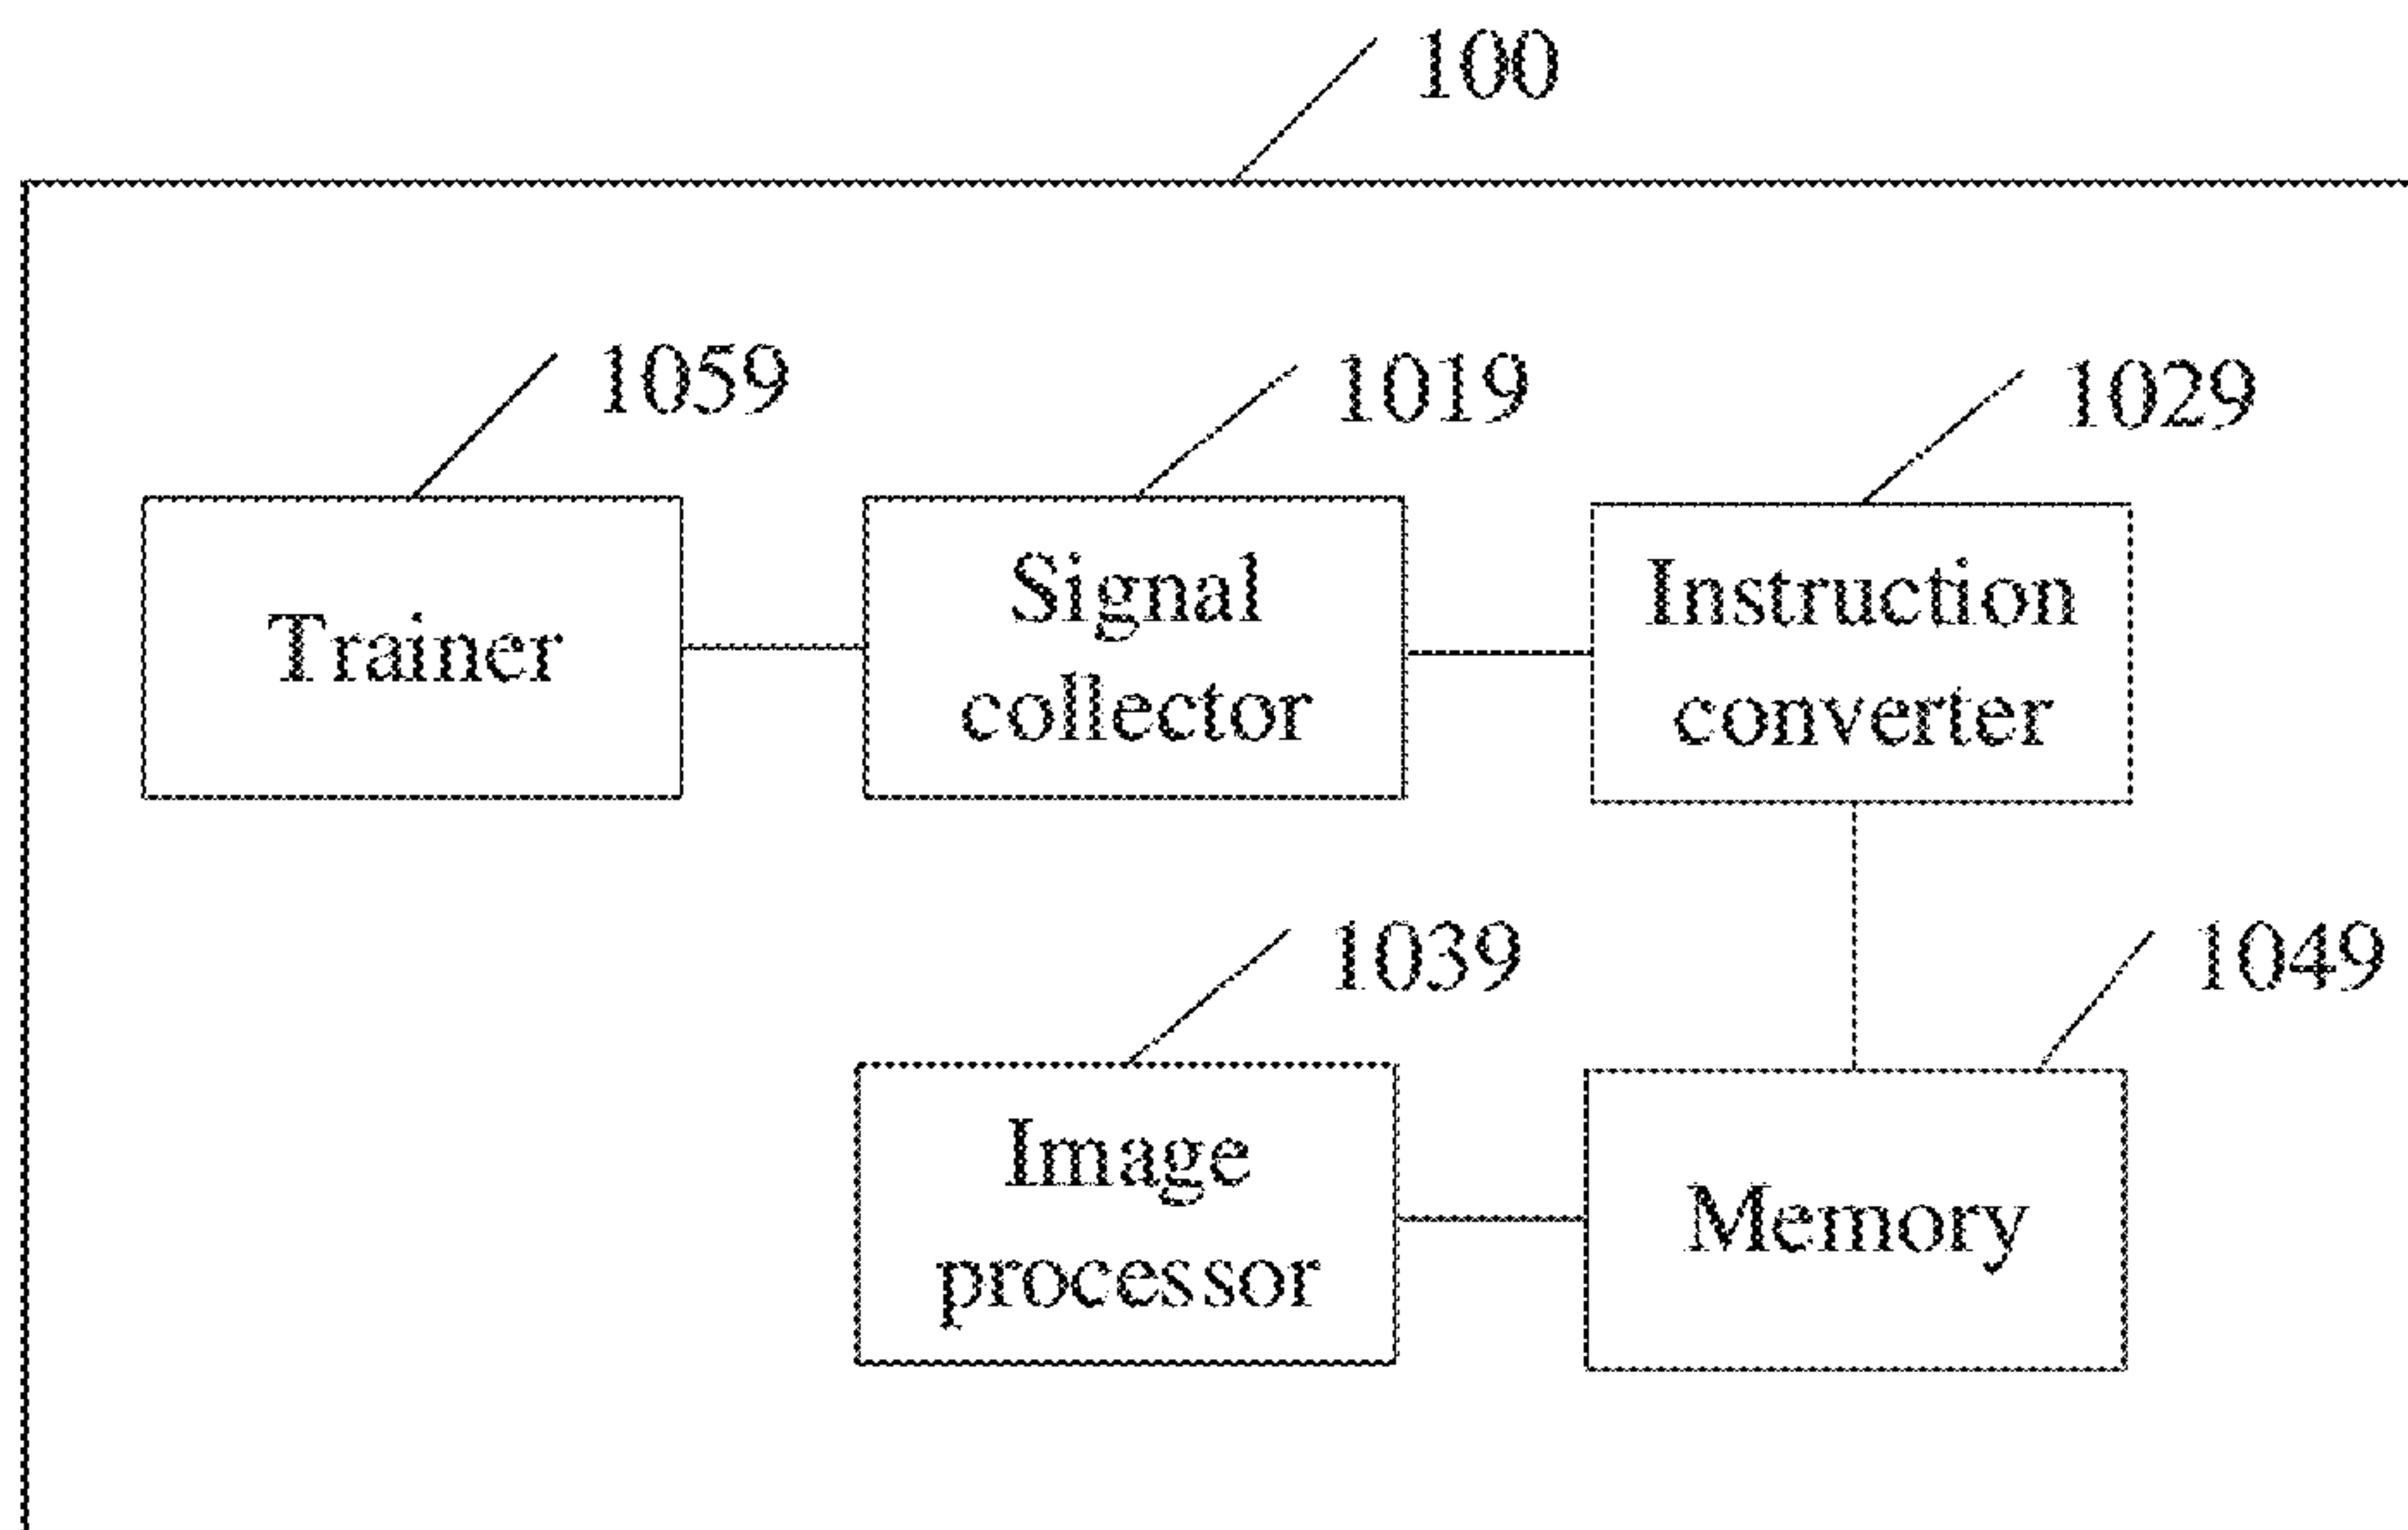 100
1059
1019
1029
Trainer
Signal
collector
Instruction
converter
1039
1049
Image
processor
Memory